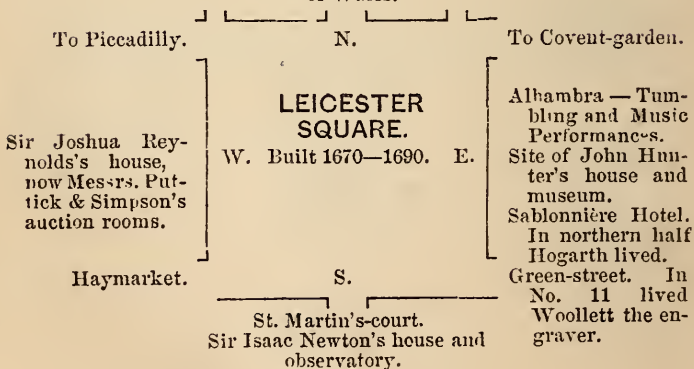 To Piccadilly.
N.
To Covent-garden.
LEICESTER
SQUARE.
W. Built 1670—1690. E.
Sir Joshua Rey-
nolds's house,
now Messrs. Put-
tick & Simpson's
auction rooms.
Alhambra — Tum-
bling and Music
Performances.
Site of John Hun-
ter's house and
museum.
Sablonnière Hotel.
In northern half
Hogarth lived.
Green-street. In
No. 11 lived
Woollett the en-
graver.
Haymarket.
S.
St. Martin's-court.
Sir Isaac Newton's house and
observatory.